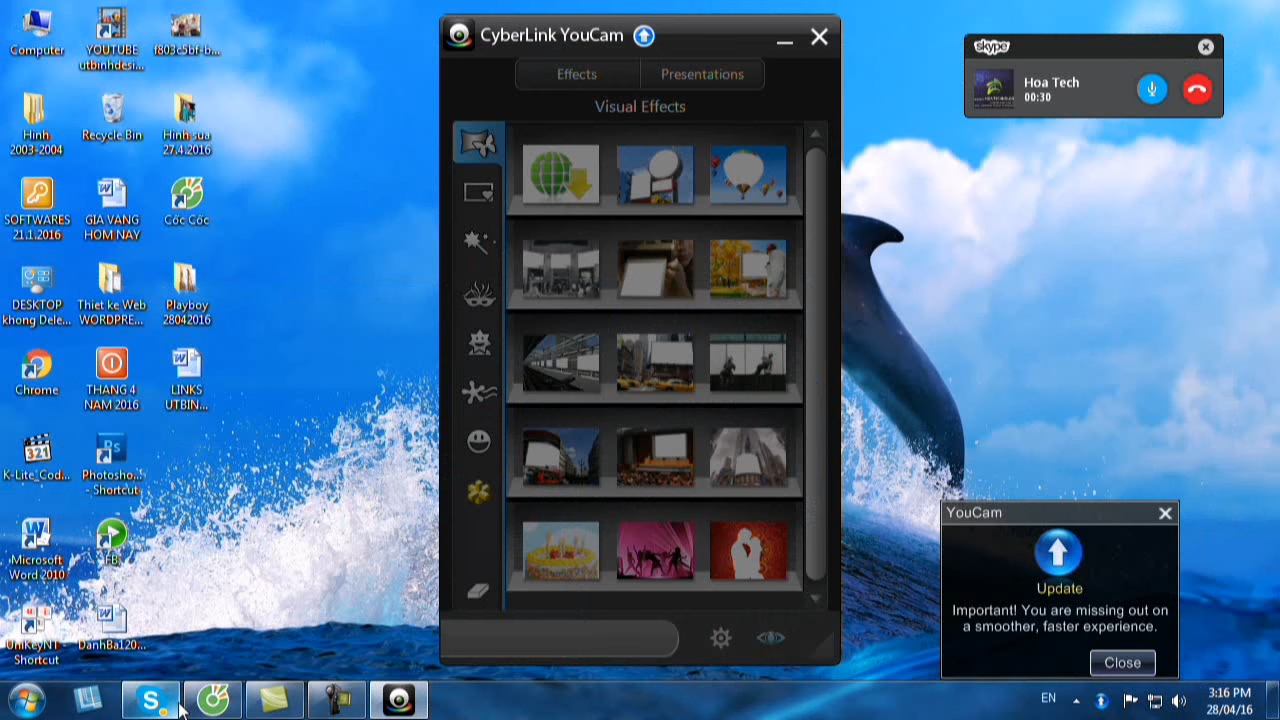 Computer
YOUTUBE
utbinhdesi...
f803c5bf-b...
Hinh
2003-2004
Recycle Bin
Hinh sua
27.4.2016
SOFTWARES
21.1.2016
GIA VANG
HOM NAY
Cốc Cốc
DESKTOP
khong Dele...
Thiet ke Web
WORDPRE...
Playboy
28042016
Chrome
THANG 4
NAM 2016
LINKS
UTBIN...
K-Lite_Cod...
Photosho...
- Shortcut
Microsoft
Word 2010
FB
UniKeyNT -
Shortcut
DanhBa120...
CyberLink YouCam
Effects
Presentations
Visual Effects
skype
Hoa Tech
00:30
YouCam
Update
Important! You are missing out on
a smoother, faster experience.
Close
EN
3:16 PM
28/04/16